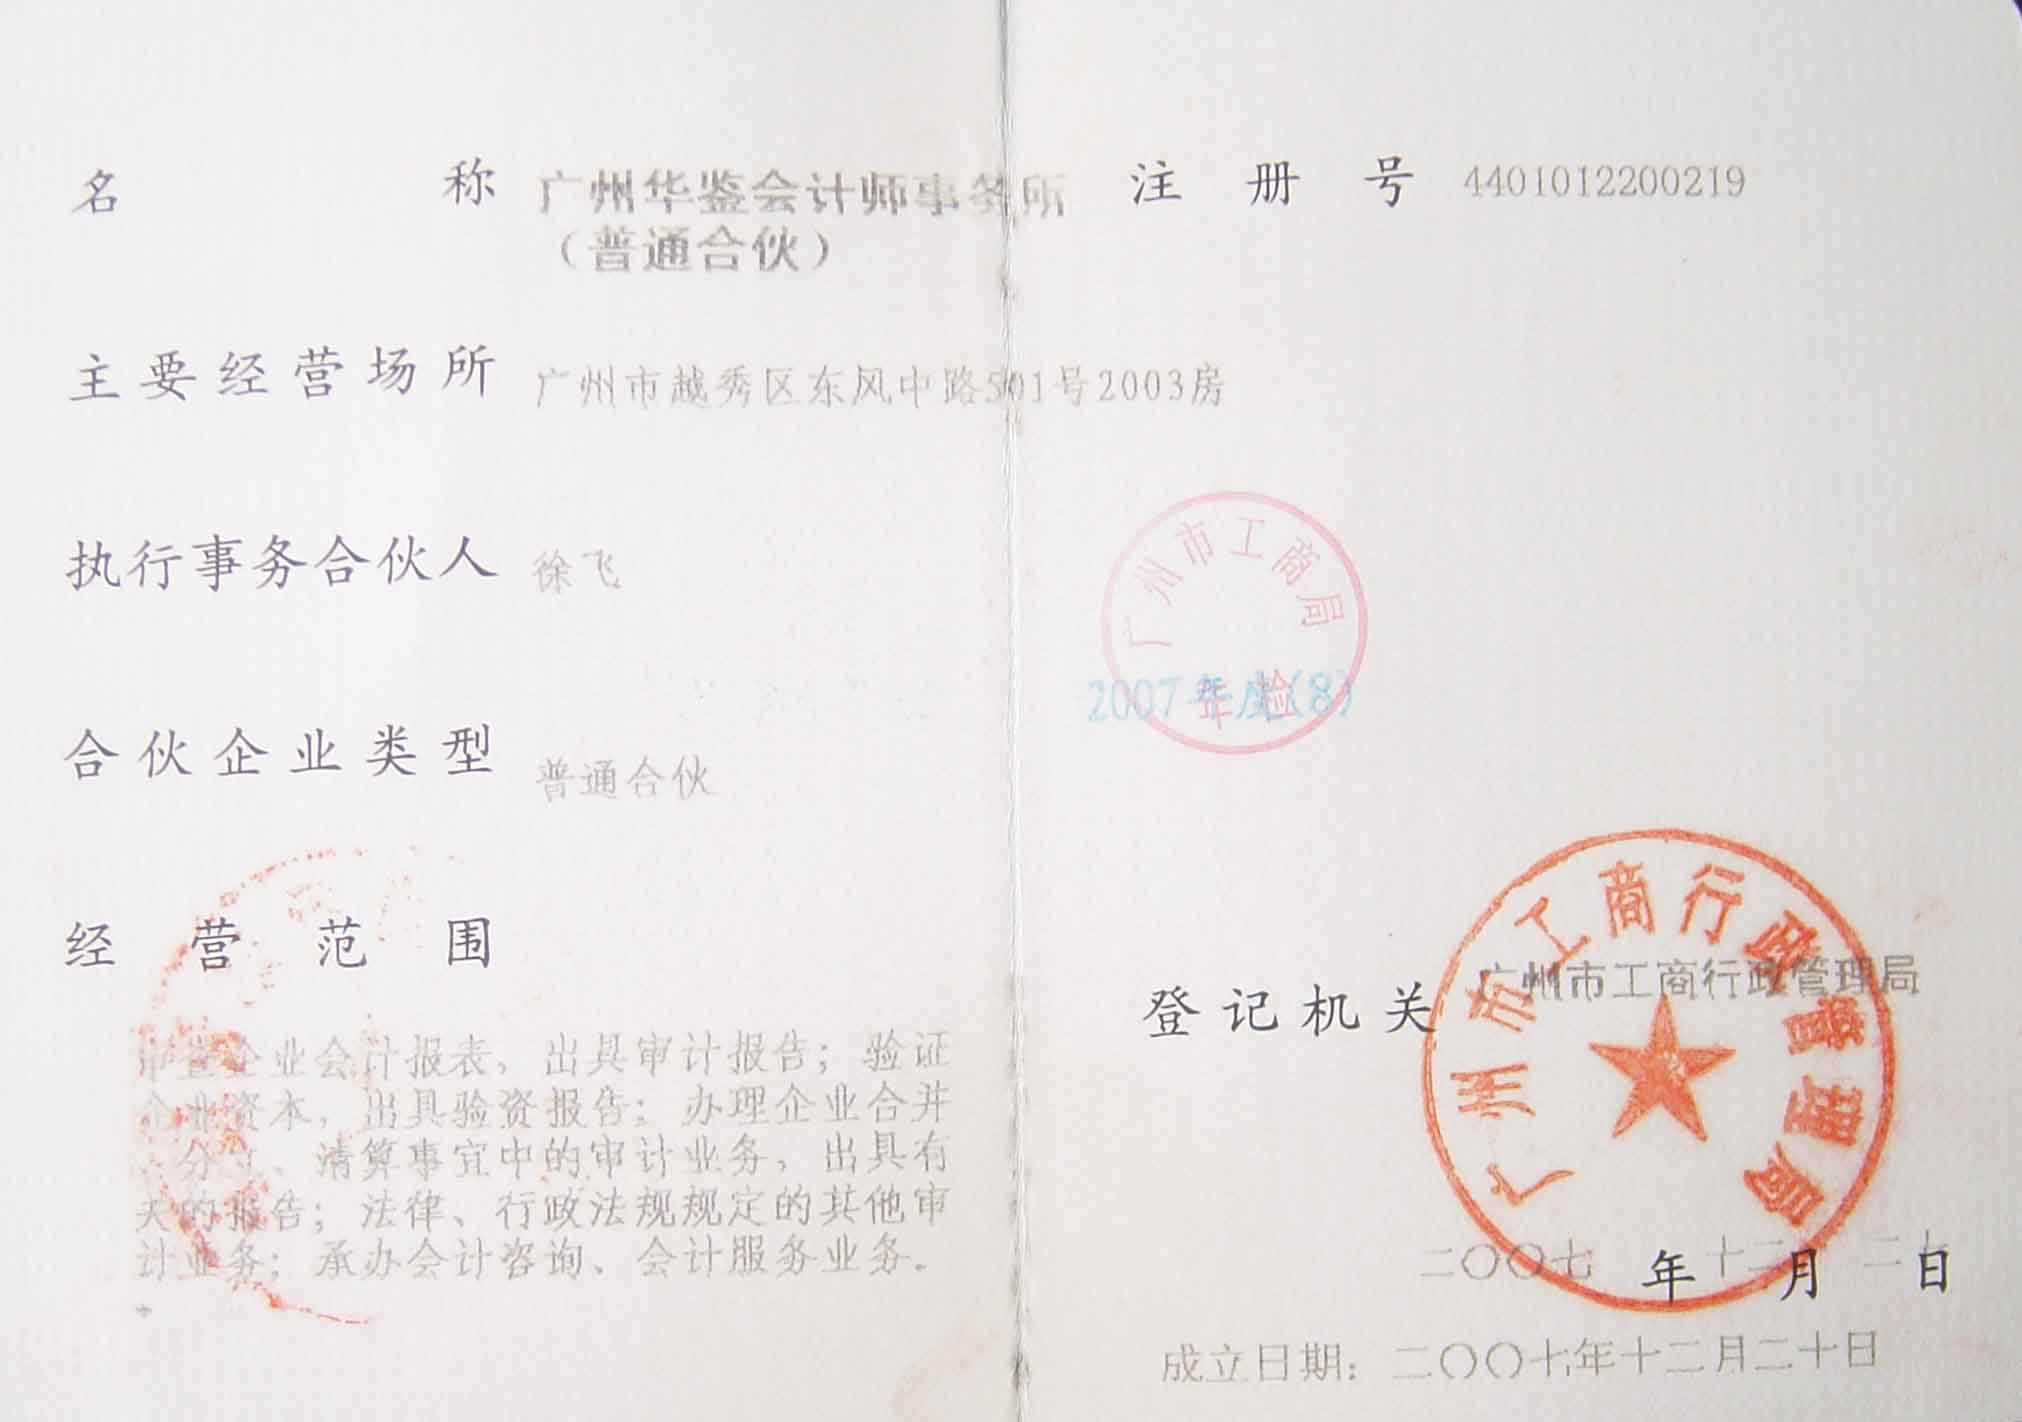 名称 广州华鉴会计师事务所
（普通合伙）
注册号 4401012200219
主要经营场所 广州市越秀区东风中路501号2003房
执行事务合伙人 徐飞
广州市工商局
年检
2007年度(8)
合伙企业类型 普通合伙
经营范围
审查企业会计报表，出具审计报告；验证
企业资本，出具验资报告；办理企业合并
、分立、清算事宜中的审计业务，出具有
关的报告；法律、行政法规规定的其他审
计业务；承办会计咨询、会计服务业务.
*
登记机关 广州市工商行政管理局
广州市工商行政管理局
二〇〇七年十二月二七日
成立日期：二〇〇七年十二月二十日